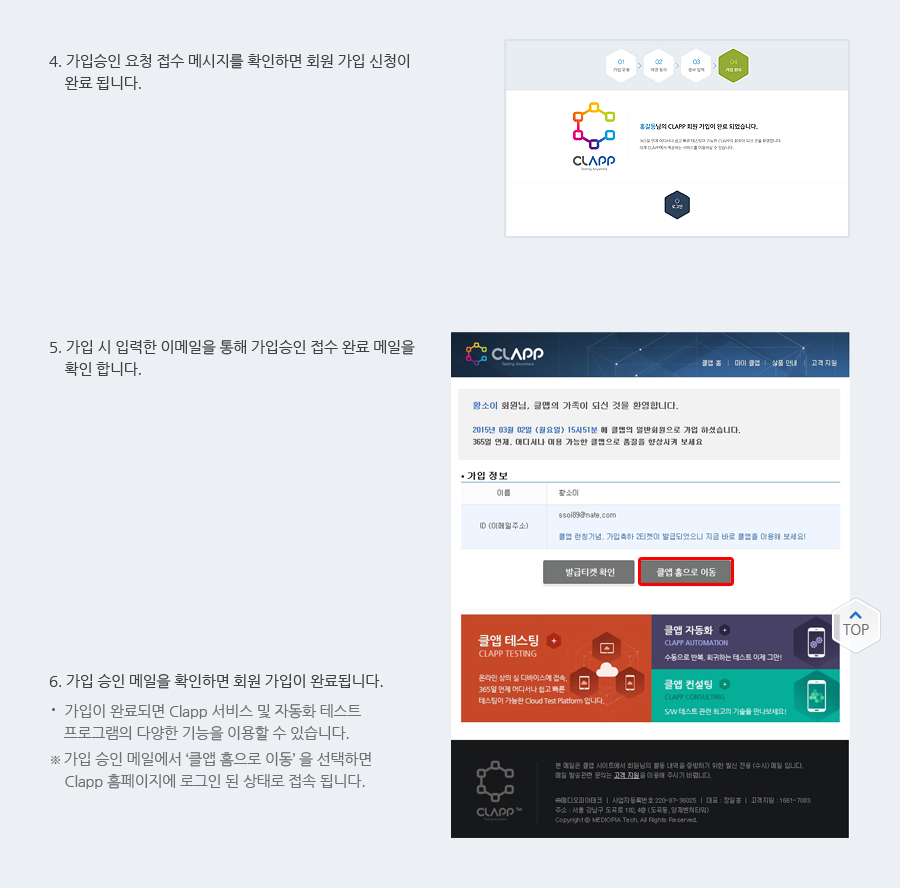 4. 가입승인 요청 접수 메시지를 확인하면 회원 가입 신청이
완료 됩니다.
01
가입 유형
02
약관 동의
03
정보 입력
04
가입 완료
홍길동님의 CLAPP 회원 가입이 완료 되었습니다.
CLAPP
Testing Anywhere
로그인
5. 가입 시 입력한 이메일을 통해 가입승인 접수 완료 메일을
확인 합니다.
CLAPP
Testing Anywhere
클앱 홈 | 마이 클앱 | 상품 안내 | 고객 지원
황소이 회원님, 클앱의 가족이 되신 것을 환영합니다.
2015년 03월 02일 (월요일) 15시51분 에 클앱의 일반회원으로 가입 하셨습니다.
365일 언제, 어디서나 이용 가능한 클앱으로 품질을 향상시켜 보세요
• 가입 정보
이름
황소이
ID (이메일주소)
ssoi89@nate.com
클앱 런칭기념, 가입축하 2티켓이 발급되었으니 지금 바로 클앱을 이용해 보세요!
발급티켓 확인
클앱 홈으로 이동
TOP
클앱 테스팅 +
CLAPP TESTING
온라인 상의 실 디바이스에 접속,
365일 언제 어디서나 쉽고 빠른
테스팅이 가능한 Cloud Test Platform 입니다.
클앱 자동화 +
CLAPP AUTOMATION
수동으로 반복, 회귀하는 테스트 이제 그만!
클앱 컨설팅 +
CLAPP CONSULTING
S/W 테스트 관련 최고의 기술을 만나보세요!
6. 가입 승인 메일을 확인하면 회원 가입이 완료됩니다.
· 가입이 완료되면 Clapp 서비스 및 자동화 테스트
프로그램의 다양한 기능을 이용할 수 있습니다.
※ 가입 승인 메일에서 ‘클앱 홈으로 이동’ 을 선택하면
Clapp 홈페이지에 로그인 된 상태로 접속 됩니다.
CLAPP™
본 메일은 클앱 사이트에서 회원님의 활동 내역을 증빙하기 위한 발신 전용 (수시) 메일 입니다.
메일 발송관련 문의는 고객 지원을 이용해 주시기 바랍니다.
㈜메디오피아테크 | 사업자등록번호 220-87-36025 | 대표 : 장일홍 | 고객지원 : 1661-7083
주소 : 서울 강남구 도곡로 182, 4층 (도곡동,
Copyright @ MEDIOPIA Tech. All Rights Reserved.